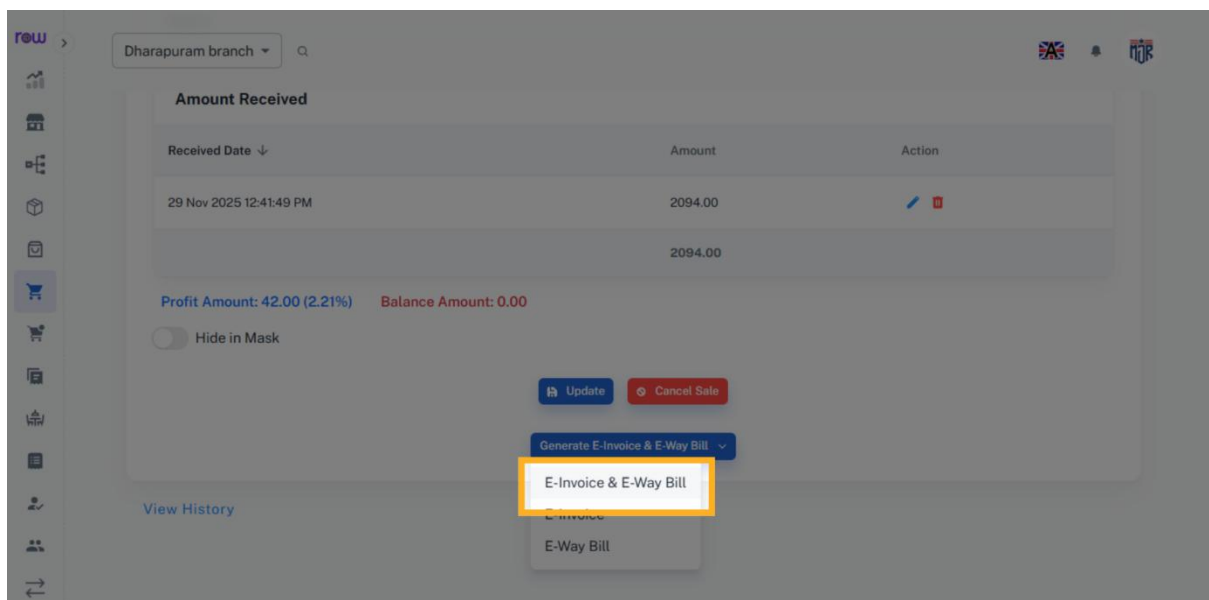 row
Dharapuram branch
A
MJR
Amount Received
Received Date Amount Action
29 Nov 2025 12:41:49 PM 2094.00
2094.00
Profit Amount: 42.00 (2.21%) Balance Amount: 0.00
Hide in Mask
Update Cancel Sale
Generate E-Invoice & E-Way Bill
E-Invoice & E-Way Bill
E-Invoice
E-Way Bill
View History